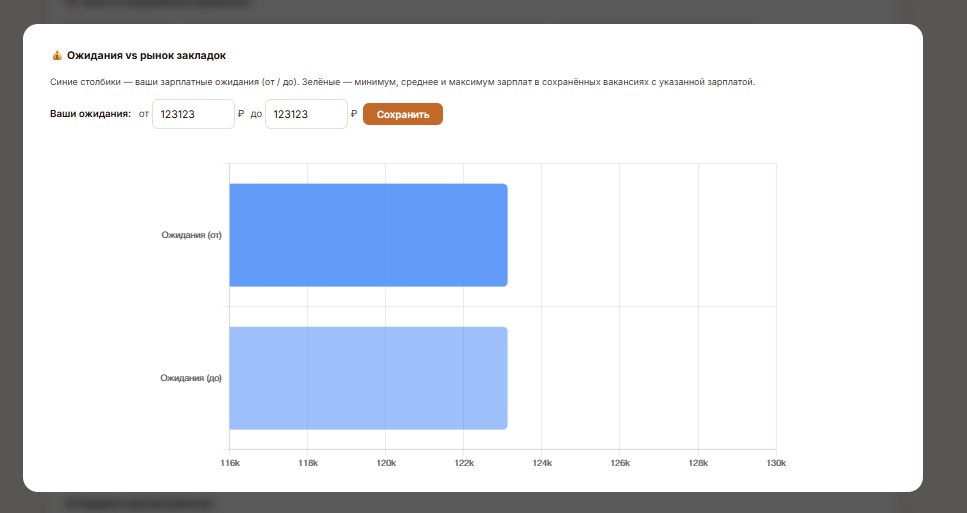 Ожидания vs рынок закладок
Синие столбики — ваши зарплатные ожидания (от / до). Зелёные — минимум, среднее и максимум зарплат в сохранённых вакансиях с указанной зарплатой.
Ваши ожидания: от 123123 ₽ до 123123 ₽ Сохранить
Ожидания (от)
Ожидания (до)
116k 118k 120k 122k 124k 126k 128k 130k